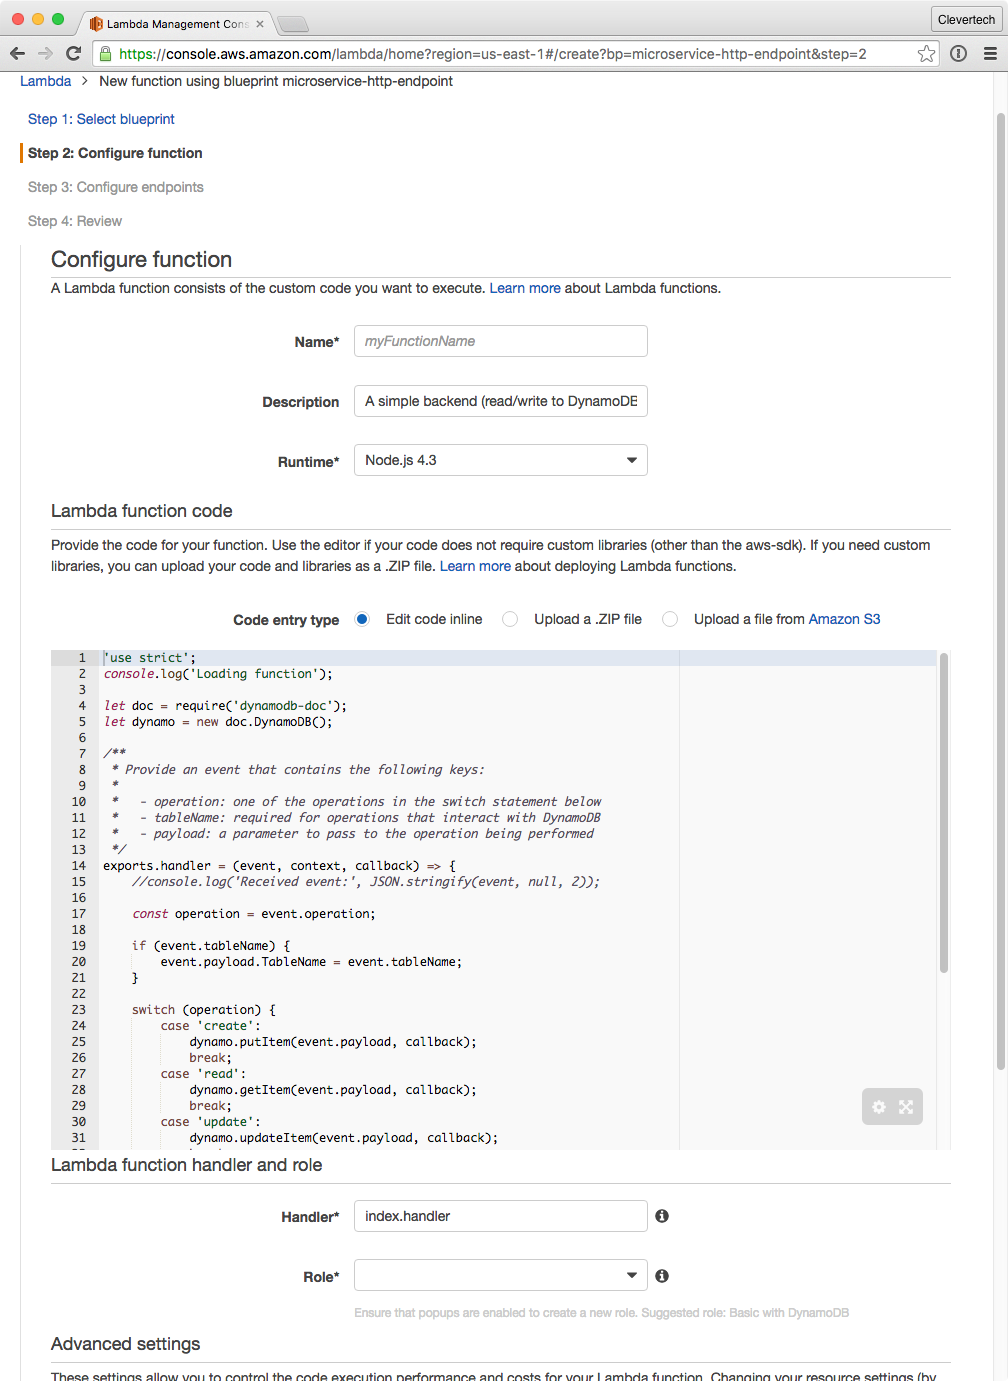 Lambda Management Cons
Clevertech
https://console.aws.amazon.com/lambda/home?region=us-east-1#/create?bp=microservice-http-endpoint&step=2
Lambda > New function using blueprint microservice-http-endpoint
Step 1: Select blueprint
Step 2: Configure function
Step 3: Configure endpoints
Step 4: Review
Configure function
A Lambda function consists of the custom code you want to execute. Learn more about Lambda functions.
Name* myFunctionName
Description A simple backend (read/write to DynamoDB
Runtime* Node.js 4.3
Lambda function code
Provide the code for your function. Use the editor if your code does not require custom libraries (other than the aws-sdk). If you need custom
libraries, you can upload your code and libraries as a .ZIP file. Learn more about deploying Lambda functions.
Code entry type Edit code inline Upload a .ZIP file Upload a file from Amazon S3
1 'use strict';
2 console.log('Loading function');
3
4 let doc = require('dynamodb-doc');
5 let dynamo = new doc.DynamoDB();
6
7 /**
8 * Provide an event that contains the following keys:
9 *
10 * - operation: one of the operations in the switch statement below
11 * - tableName: required for operations that interact with DynamoDB
12 * - payload: a parameter to pass to the operation being performed
13 */
14 exports.handler = (event, context, callback) => {
15 //console.log('Received event:', JSON.stringify(event, null, 2));
16
17 const operation = event.operation;
18
19 if (event.tableName) {
20 event.payload.TableName = event.tableName;
21 }
22
23 switch (operation) {
24 case 'create':
25 dynamo.putItem(event.payload, callback);
26 break;
27 case 'read':
28 dynamo.getItem(event.payload, callback);
29 break;
30 case 'update':
31 dynamo.updateItem(event.payload, callback);
Lambda function handler and role
Handler* index.handler
Role*
Ensure that popups are enabled to create a new role. Suggested role: Basic with DynamoDB
Advanced settings
These settings allow you to control the code execution performance and costs for your Lambda function. Changing your resource settings (by